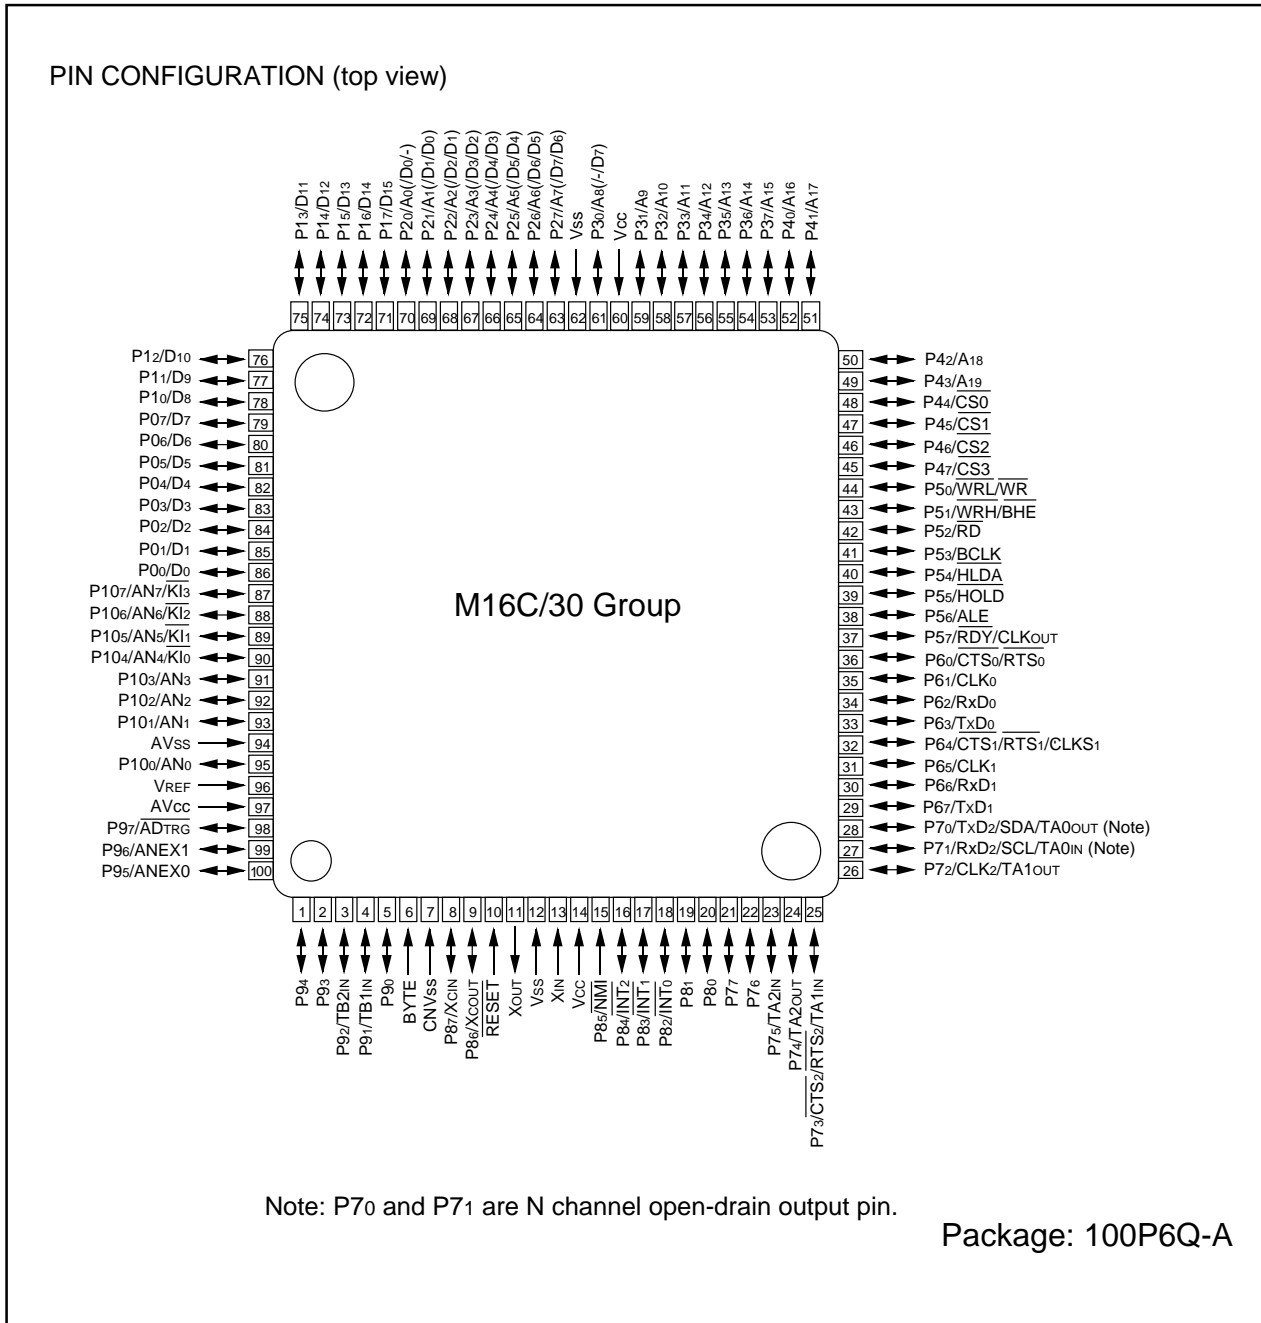 PIN CONFIGURATION (top view)
P13/D11
P14/D12
P15/D13
P16/D14
P17/D15
P20/A0(/D0/-)
P21/A1(/D1/D0)
P22/A2(/D2/D1)
P23/A3(/D3/D2)
P24/A4(/D4/D3)
P25/A5(/D5/D4)
P26/A6(/D6/D5)
P27/A7(/D7/D6)
Vss
P30/A8(/-/D7)
Vcc
P31/A9
P32/A10
P33/A11
P34/A12
P35/A13
P36/A14
P37/A15
P40/A16
P41/A17
75 74 73 72 71 70 69 68 67 66 65 64 63 62 61 60 59 58 57 56 55 54 53 52 51
P12/D10 76
P11/D9 77
P10/D8 78
P07/D7 79
P06/D6 80
P05/D5 81
P04/D4 82
P03/D3 83
P02/D2 84
P01/D1 85
P00/D0 86
P107/AN7/KI3 87
P106/AN6/KI2 88
P105/AN5/KI1 89
P104/AN4/KI0 90
P103/AN3 91
P102/AN2 92
P101/AN1 93
AVss 94
P100/AN0 95
VREF 96
AVcc 97
P97/ADTRG 98
P96/ANEX1 99
P95/ANEX0 100
M16C/30 Group
50 P42/A18
49 P43/A19
48 P44/CS0
47 P45/CS1
46 P46/CS2
45 P47/CS3
44 P50/WRL/WR
43 P51/WRH/BHE
42 P52/RD
41 P53/BCLK
40 P54/HLDA
39 P55/HOLD
38 P56/ALE
37 P57/RDY/CLKOUT
36 P60/CTS0/RTS0
35 P61/CLK0
34 P62/RxD0
33 P63/TxD0
32 P64/CTS1/RTS1/CLKS1
31 P65/CLK1
30 P66/RxD1
29 P67/TxD1
28 P70/TxD2/SDA/TA0OUT (Note)
27 P71/RxD2/SCL/TA0IN (Note)
26 P72/CLK2/TA1OUT
1 2 3 4 5 6 7 8 9 10 11 12 13 14 15 16 17 18 19 20 21 22 23 24 25
P94
P93
P92/TB2IN
P91/TB1IN
P90
BYTE
CNVss
P87/XCIN
P86/XCOUT
RESET
XOUT
Vss
XIN
Vcc
P85/NMI
P84/INT2
P83/INT1
P82/INT0
P81
P80
P77
P76
P75/TA2IN
P74/TA2OUT
P73/CTS2/RTS2/TA1IN
Note: P70 and P71 are N channel open-drain output pin.
Package: 100P6Q-A